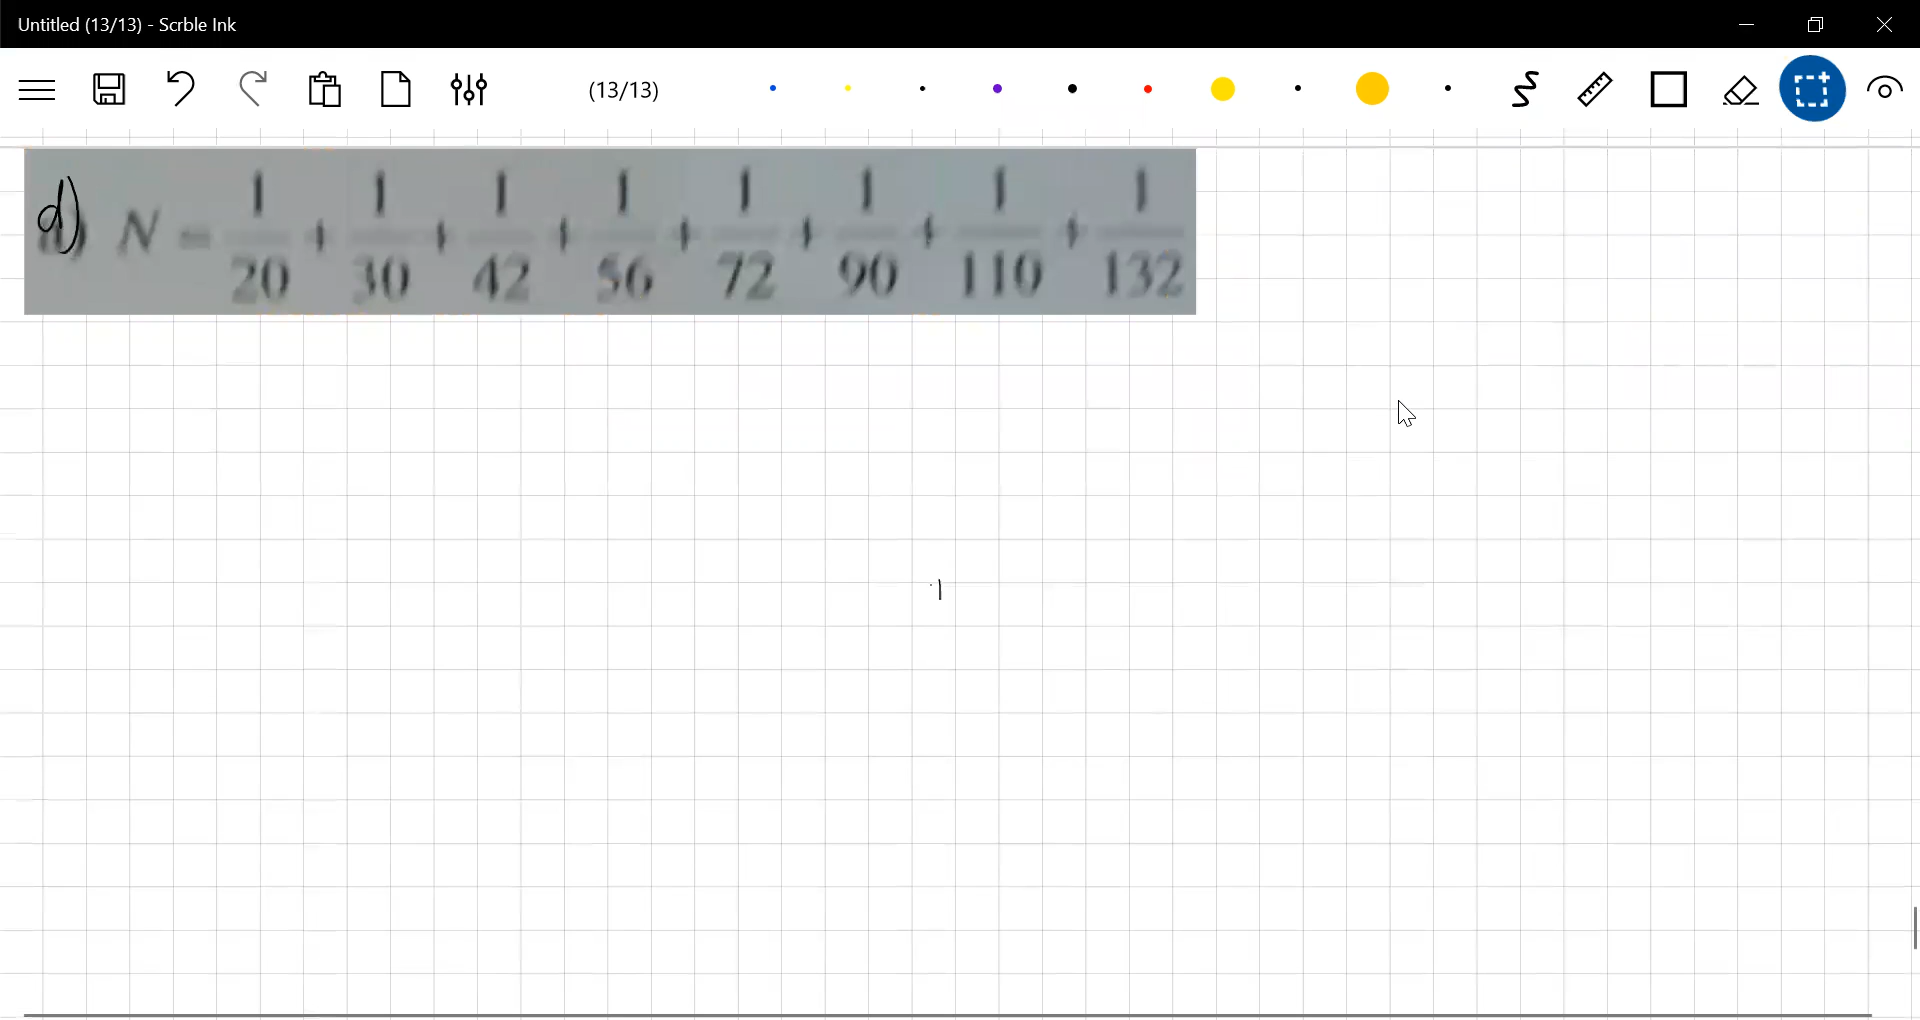 Untitled (13/13) - Scrble Ink
(13/13)
d) N = 1/20 + 1/30 + 1/42 + 1/56 + 1/72 + 1/90 + 1/110 + 1/132
1